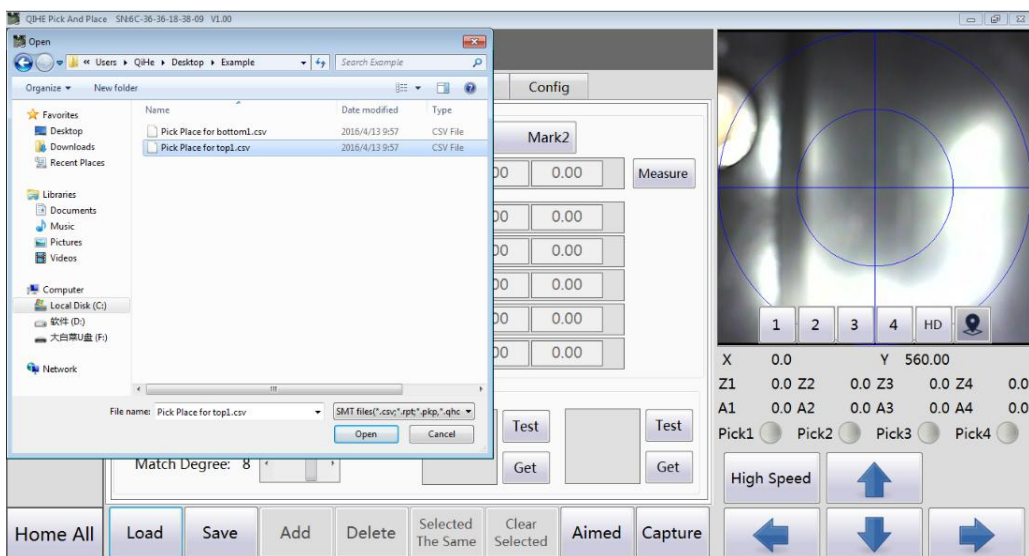 QIHE Pick And Place SN:6C-36-36-18-38-09 V1.00
Open
« Users ▸ QiHe ▸ Desktop ▸ Example
Search Example
Organize
New folder
Favorites
Desktop
Downloads
Recent Places
Libraries
Documents
Music
Pictures
Videos
Computer
Local Disk (C:)
软件 (D:)
大白菜U盘 (F:)
Network
Name Date modified Type
Pick Place for bottom1.csv 2016/4/13 9:57 CSV File
Pick Place for top1.csv 2016/4/13 9:57 CSV File
File name: Pick Place for top1.csv
SMT files(*.csv;*.rpt;*.pkp,*.qhc
Open Cancel
Config
Mark2
00 0.00 Measure
00 0.00
00 0.00
00 0.00
00 0.00
00 0.00
Test Test
Match Degree: 8 Get Get
Home All Load Save Add Delete Selected The Same Clear Selected Aimed Capture
1 2 3 4 HD
X 0.0 Y 560.00
Z1 0.0 Z2 0.0 Z3 0.0 Z4 0.0
A1 0.0 A2 0.0 A3 0.0 A4 0.0
Pick1 Pick2 Pick3 Pick4
High Speed